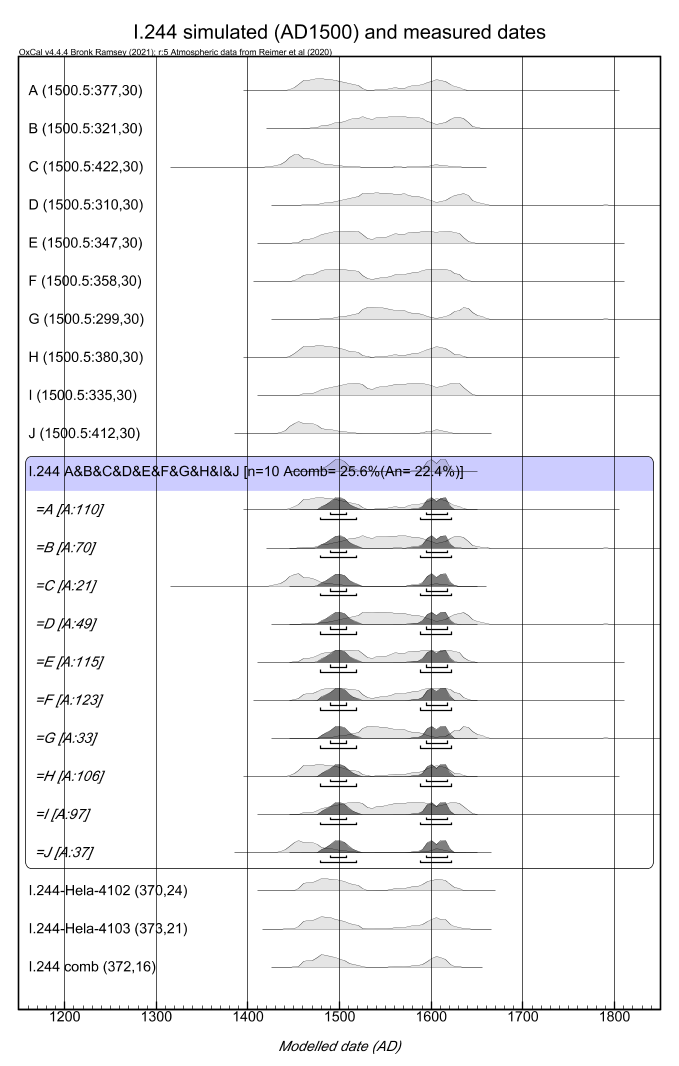 I.244 simulated (AD1500) and measured dates
OxCal v4.4.4 Bronk Ramsey (2021); r:5 Atmospheric data from Reimer et al (2020)
A (1500.5:377,30)
B (1500.5:321,30)
C (1500.5:422,30)
D (1500.5:310,30)
E (1500.5:347,30)
F (1500.5:358,30)
G (1500.5:299,30)
H (1500.5:380,30)
I (1500.5:335,30)
J (1500.5:412,30)
I.244 A&B&C&D&E&F&G&H&I&J [n=10 Acomb= 25.6%(An= 22.4%)]
=A [A:110]
=B [A:70]
=C [A:21]
=D [A:49]
=E [A:115]
=F [A:123]
=G [A:33]
=H [A:106]
=I [A:97]
=J [A:37]
I.244-Hela-4102 (370,24)
I.244-Hela-4103 (373,21)
I.244 comb (372,16)
1200 1300 1400 1500 1600 1700 1800
Modelled date (AD)